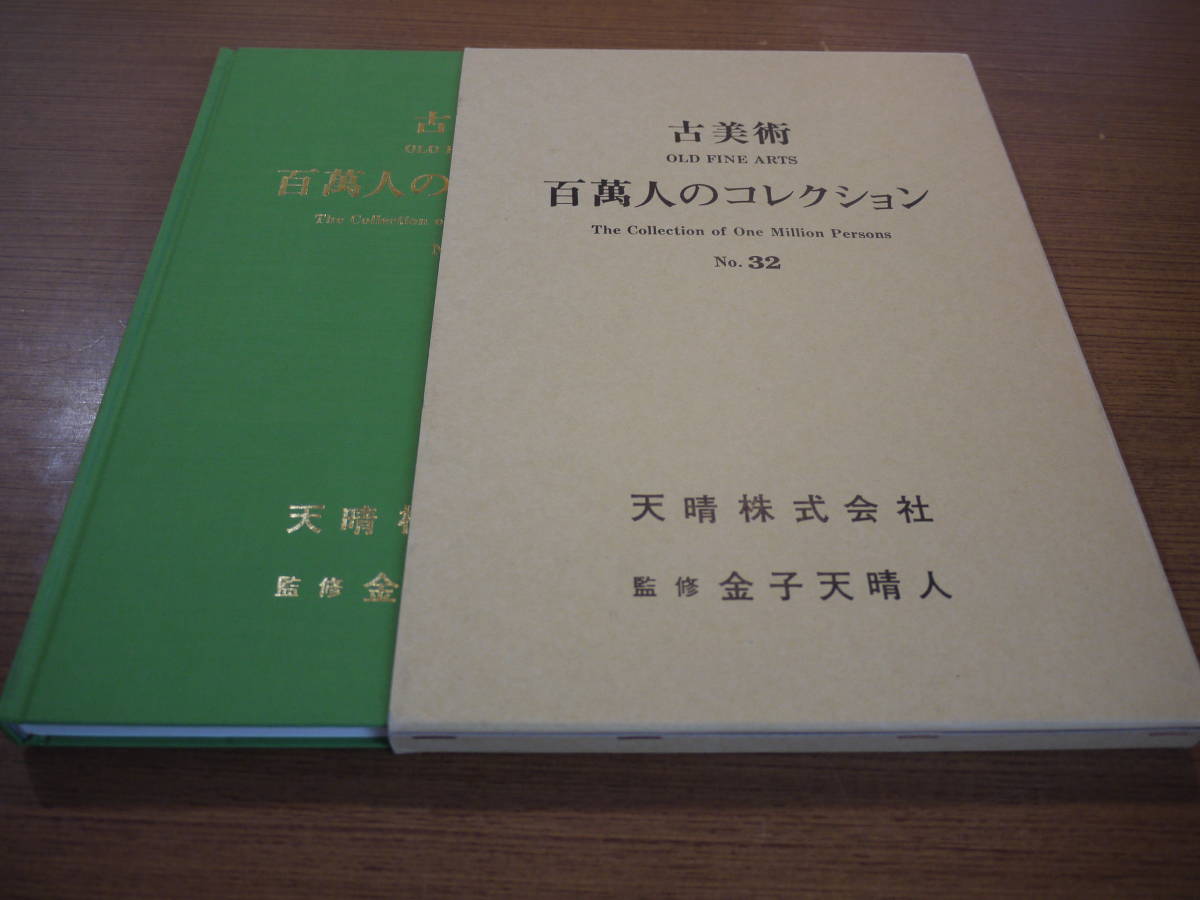 古
OLD
百萬人の
The Collection
天晴
監修 金
古美術
OLD FINE ARTS
百萬人のコレクション
The Collection of One Million Persons
No. 32
天晴株式会社
監修 金子天晴人